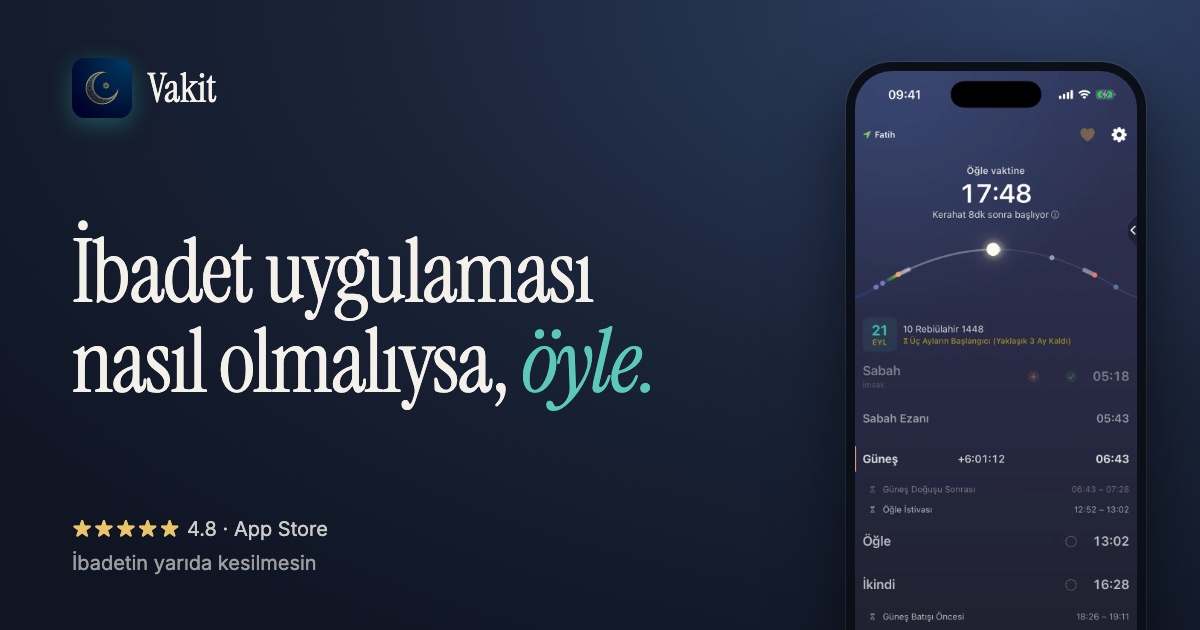 Vakit
İbadet uygulaması
nasıl olmalıysa, öyle.
4.8 · App Store
İbadetin yarıda kesilmesin
09:41
Fatih
Öğle vaktine
17:48
Kerahat 8dk sonra başlıyor
21 EYL
10 Rebiülahir 1448
Üç Ayların Başlangıcı (Yaklaşık 3 Ay Kaldı)
Sabah 05:18
İmsak
Sabah Ezanı 05:43
Güneş +6:01:12 06:43
Güneş Doğuşu Sonrası 06:43 – 07:28
Öğle İstivası 12:52 – 13:02
Öğle 13:02
İkindi 16:28
Güneş Batışı Öncesi 18:26 – 19:11